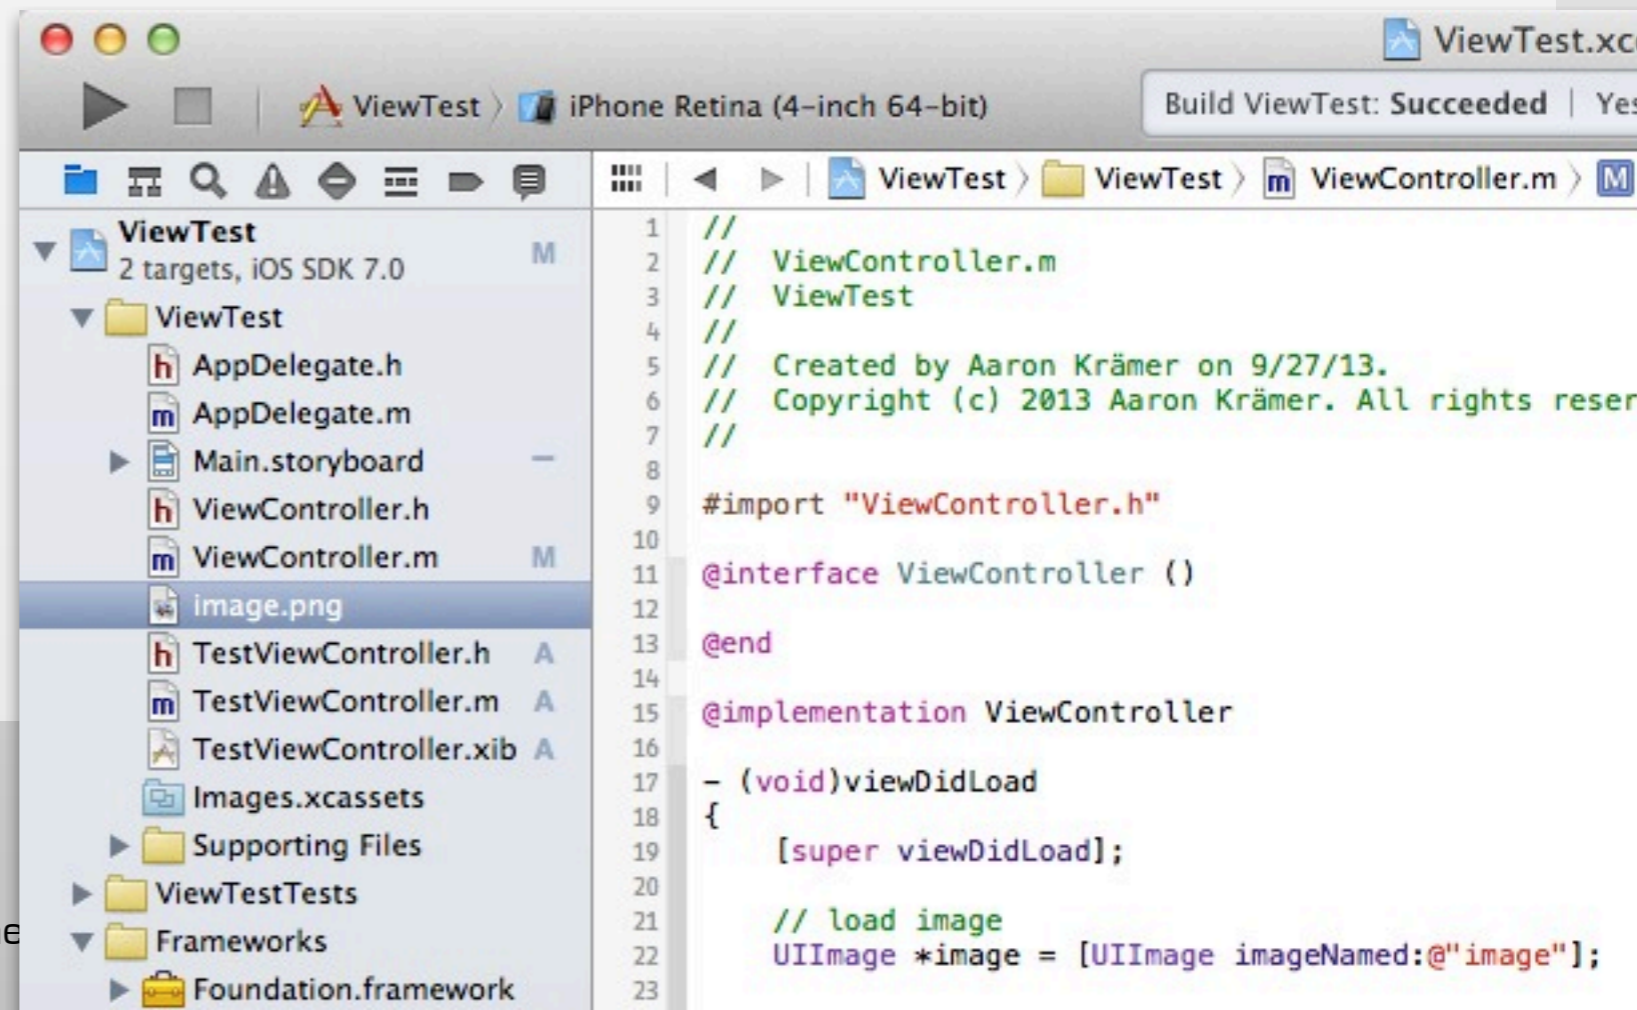 ViewTest.xc
ViewTest iPhone Retina (4-inch 64-bit)
Build ViewTest: Succeeded | Yes
ViewTest ViewTest ViewController.m M
ViewTest
2 targets, iOS SDK 7.0 M
ViewTest
h AppDelegate.h
m AppDelegate.m
Main.storyboard –
h ViewController.h
m ViewController.m M
image.png
h TestViewController.h A
m TestViewController.m A
TestViewController.xib A
Images.xcassets
Supporting Files
ViewTestTests
Frameworks
Foundation.framework
1 //
2 //  ViewController.m
3 //  ViewTest
4 //
5 //  Created by Aaron Krämer on 9/27/13.
6 //  Copyright (c) 2013 Aaron Krämer. All rights reser
7 //
8
9 #import "ViewController.h"
10
11 @interface ViewController ()
12
13 @end
14
15 @implementation ViewController
16
17 - (void)viewDidLoad
18 {
19     [super viewDidLoad];
20
21     // load image
22     UIImage *image = [UIImage imageNamed:@"image"];
23